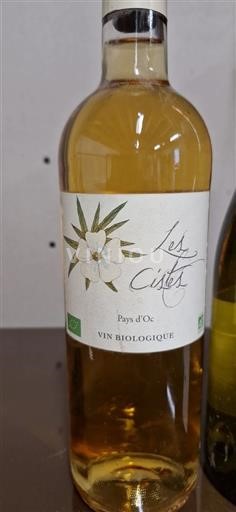 Les
Cistes
Pays d'Oc
VIN BIOLOGIQUE